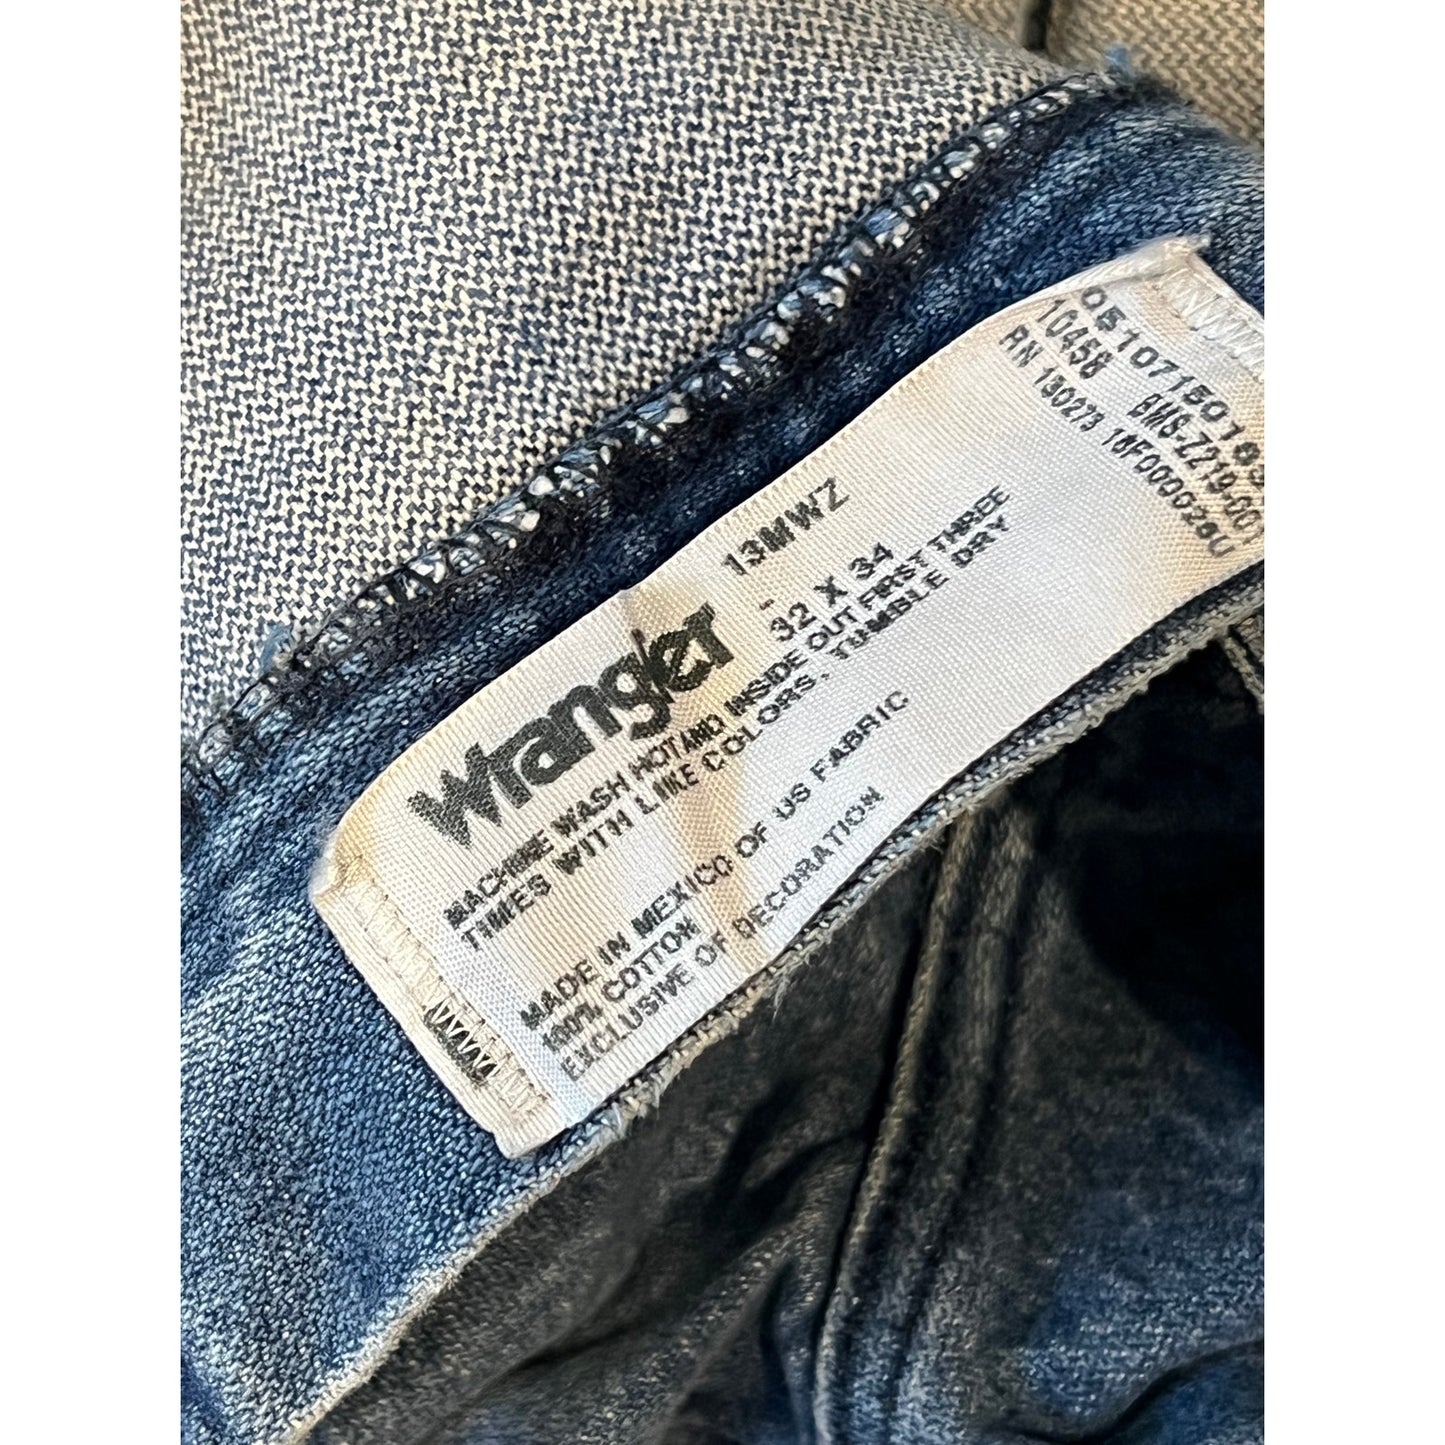 Wrangler 13MWZ
32 X 34
MACHINE WASH HOT AND INSIDE OUT FIRST THREE
TIMES WITH LIKE COLORS. TUMBLE DRY
MADE IN MEXICO OF US FABRIC
100% COTTON
EXCLUSIVE OF DECORATION
10458
RN 130273